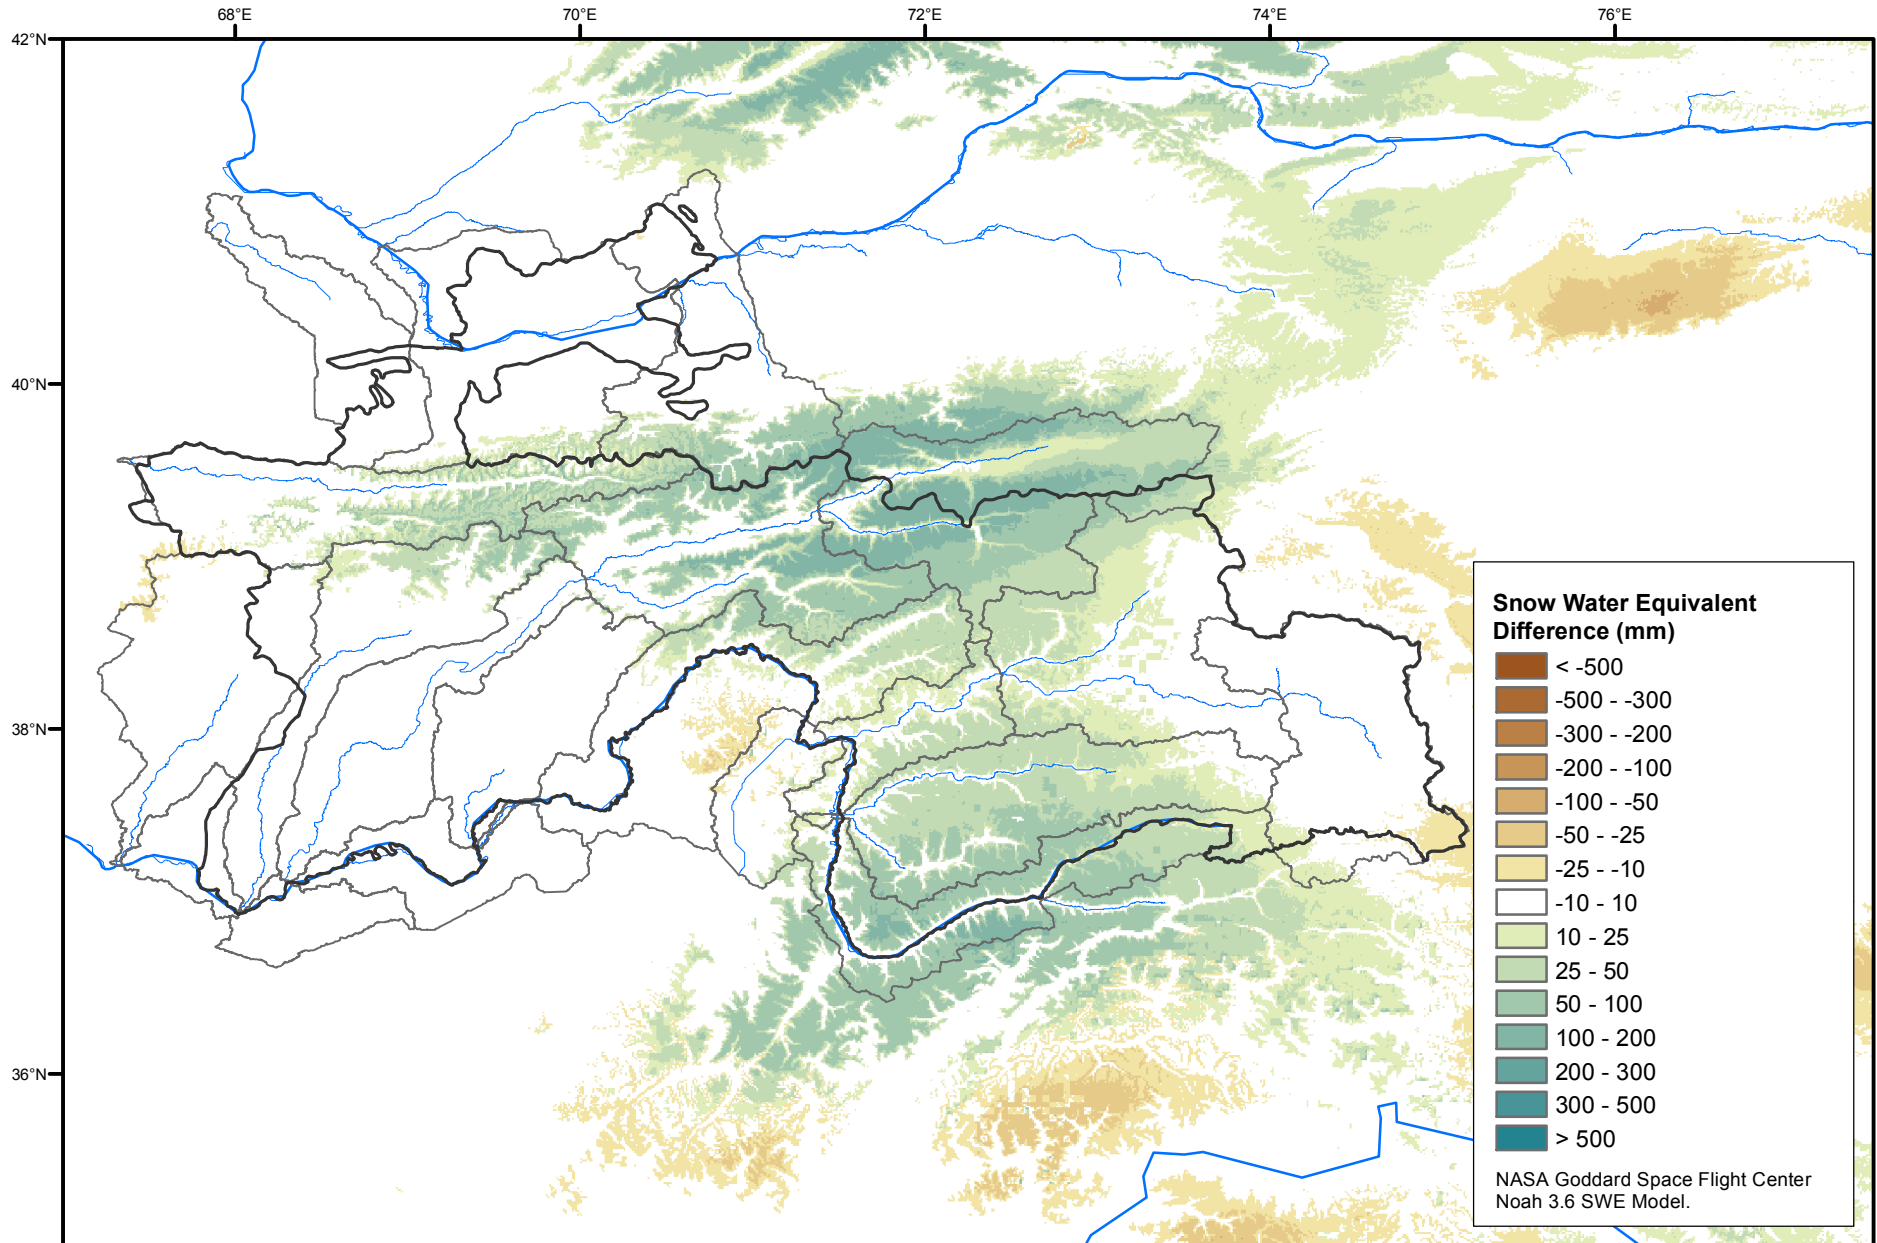 68°E
70°E
72°E
74°E
76°E
42°N
40°N
38°N
36°N
Snow Water Equivalent
Difference (mm)
< -500
-500 - -300
-300 - -200
-200 - -100
-100 - -50
-50 - -25
-25 - -10
-10 - 10
10 - 25
25 - 50
50 - 100
100 - 200
200 - 300
300 - 500
> 500
NASA Goddard Space Flight Center
Noah 3.6 SWE Model.